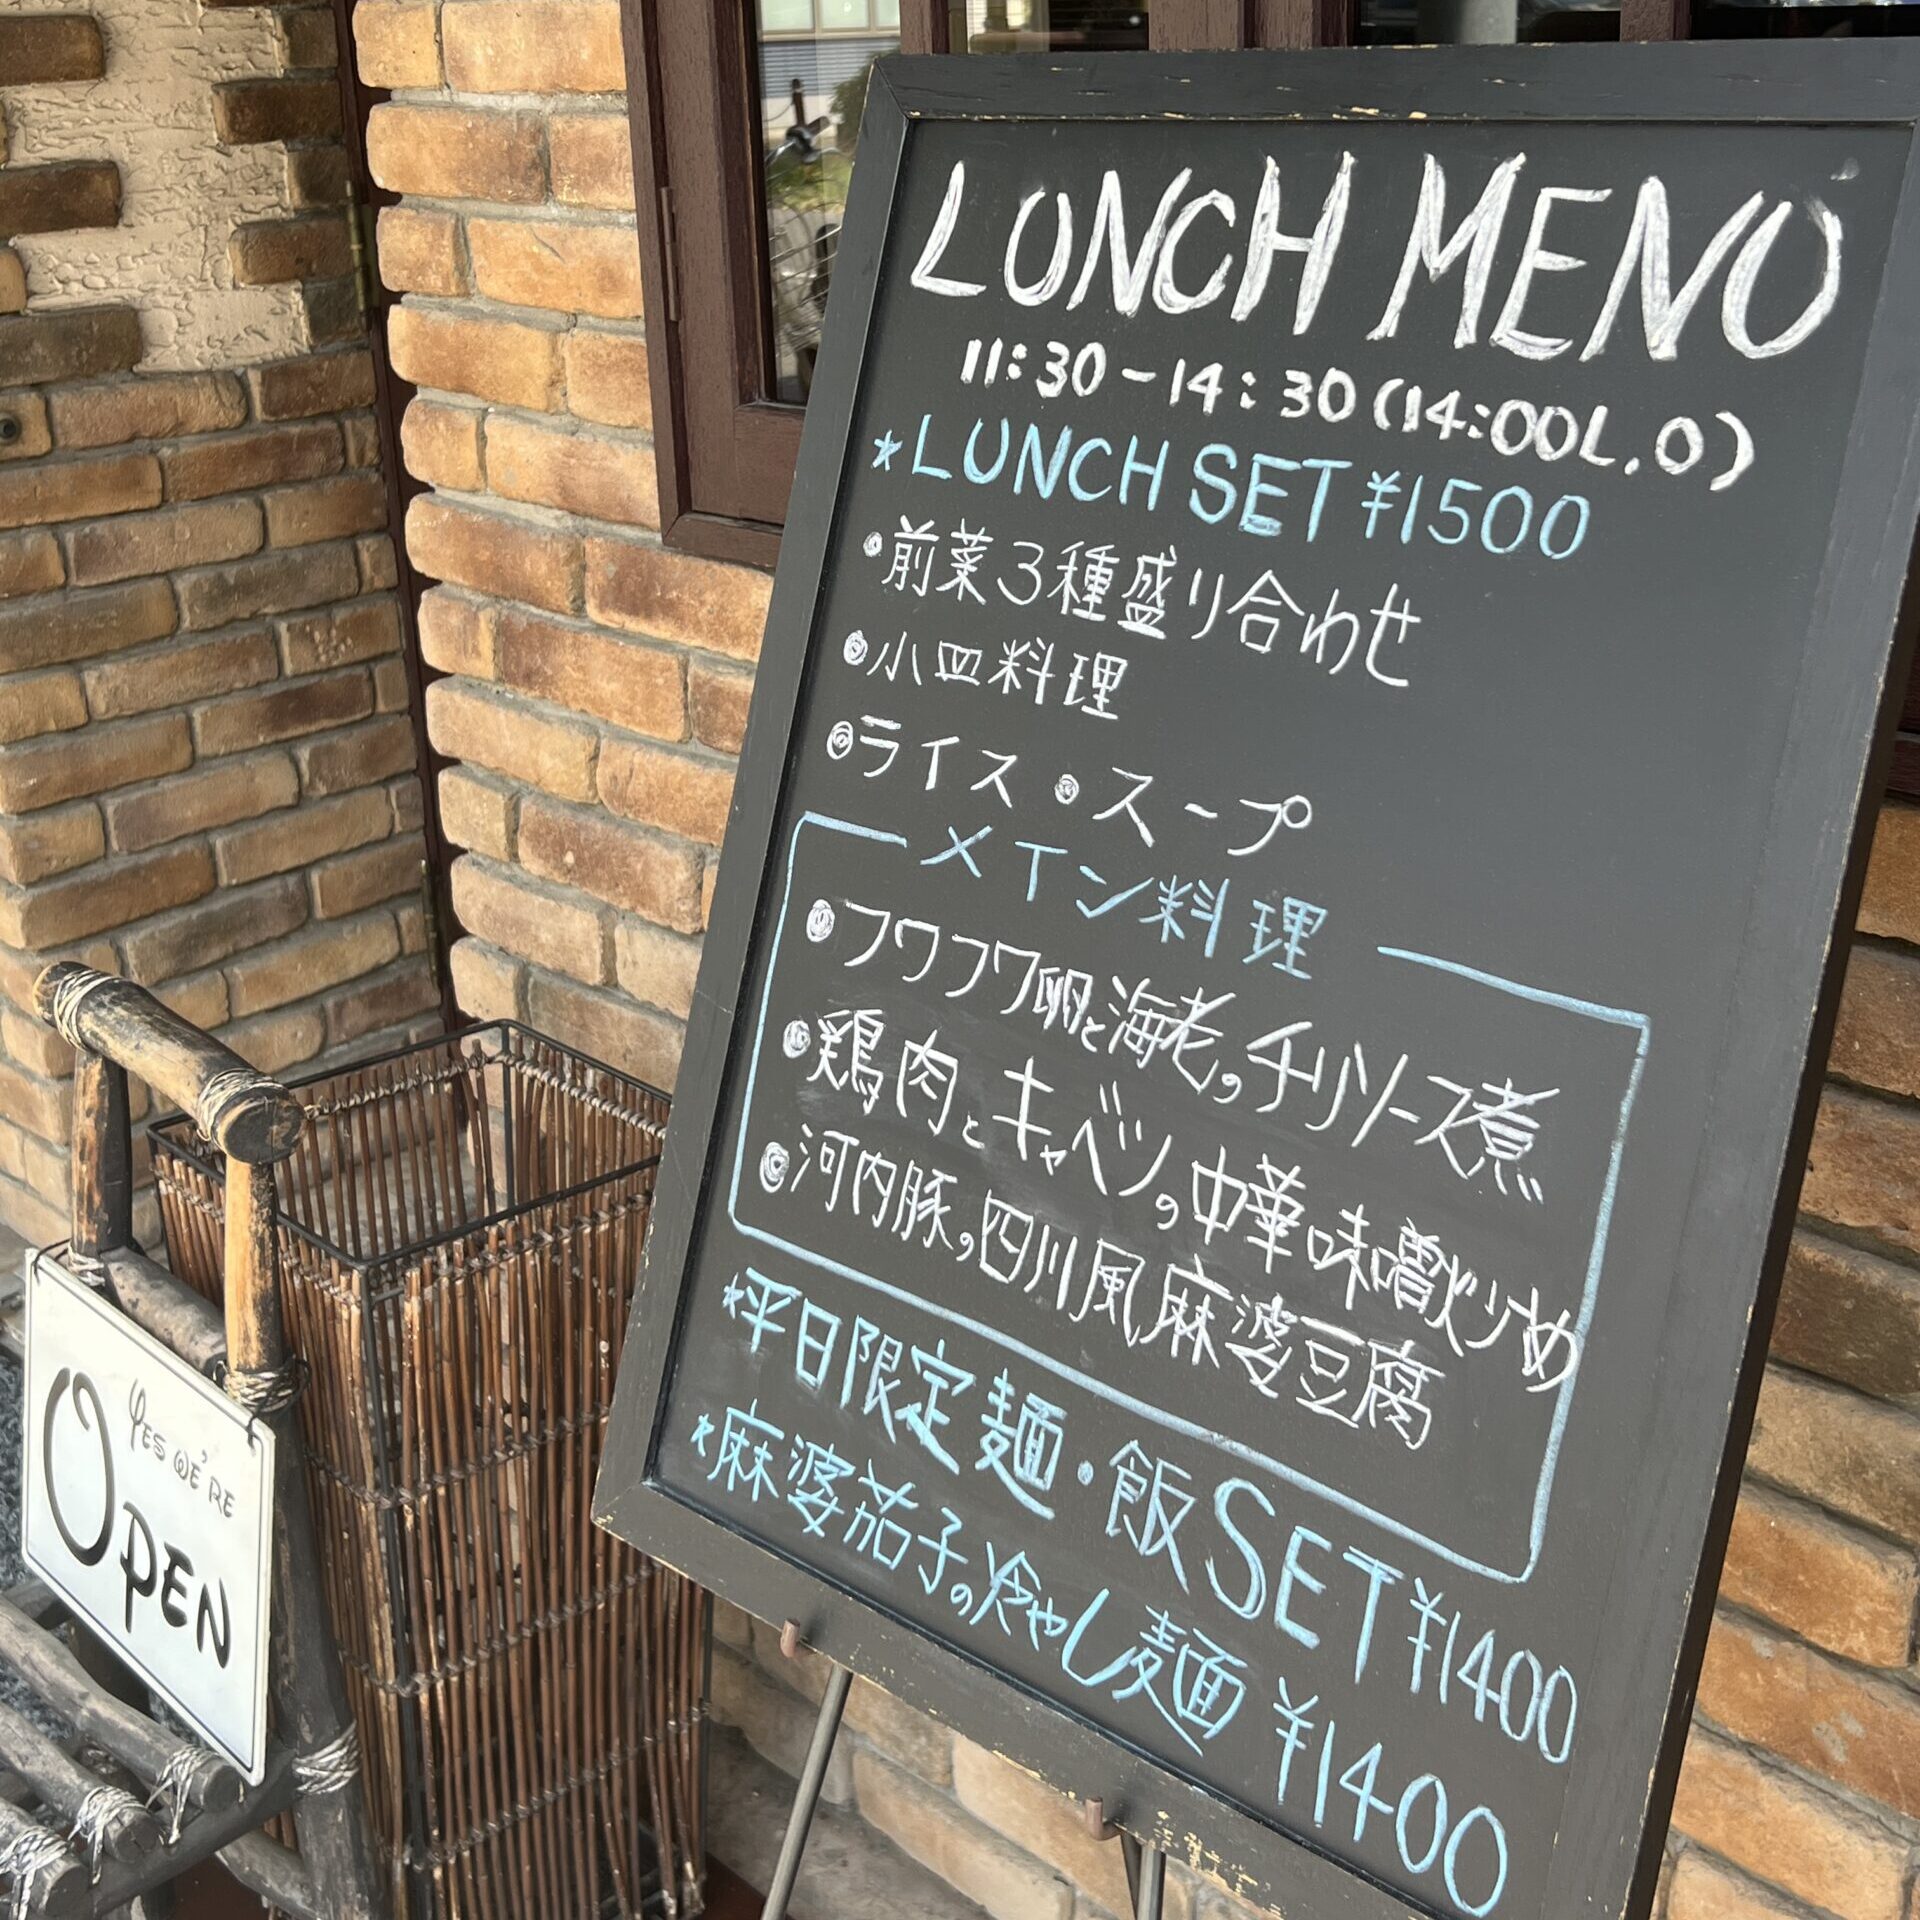 LUNCH MENU
11:30-14:30(14:00L.O)
*LUNCH SET ¥1500
・前菜3種盛り合わせ
・小皿料理
・ライス・スープ
メイン料理
・フワフワ卵と海老のチリソース煮
・鶏肉とキャベツの中華味噌炒め
・河内豚の四川風麻婆豆腐
*平日限定麺・飯SET ¥1400
*麻婆茄子の冷やし麺 ¥1400
YES WE'RE
OPEN